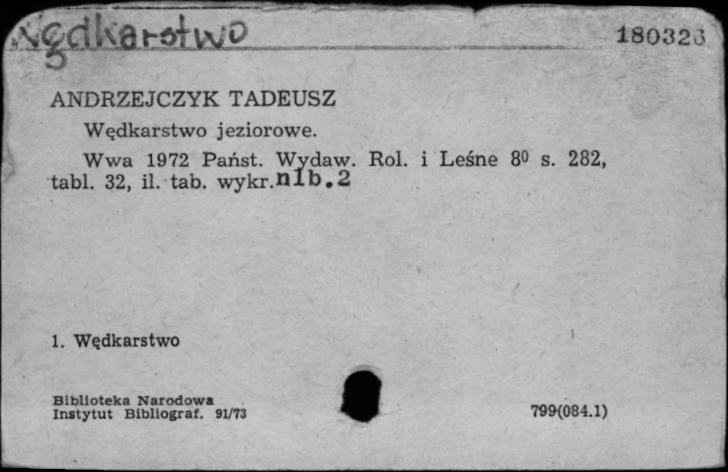 Wędkarstwo
180326
ANDRZEJCZYK TADEUSZ
Wędkarstwo jeziorowe.
Wwa 1972 Państ. Wydaw. Rol. i Leśne 8⁰ s. 282,
tabl. 32, il. tab. wykr.nlb.2
1. Wędkarstwo
Biblioteka Narodowa
Instytut Bibliograf. 91/73
799(084.1)